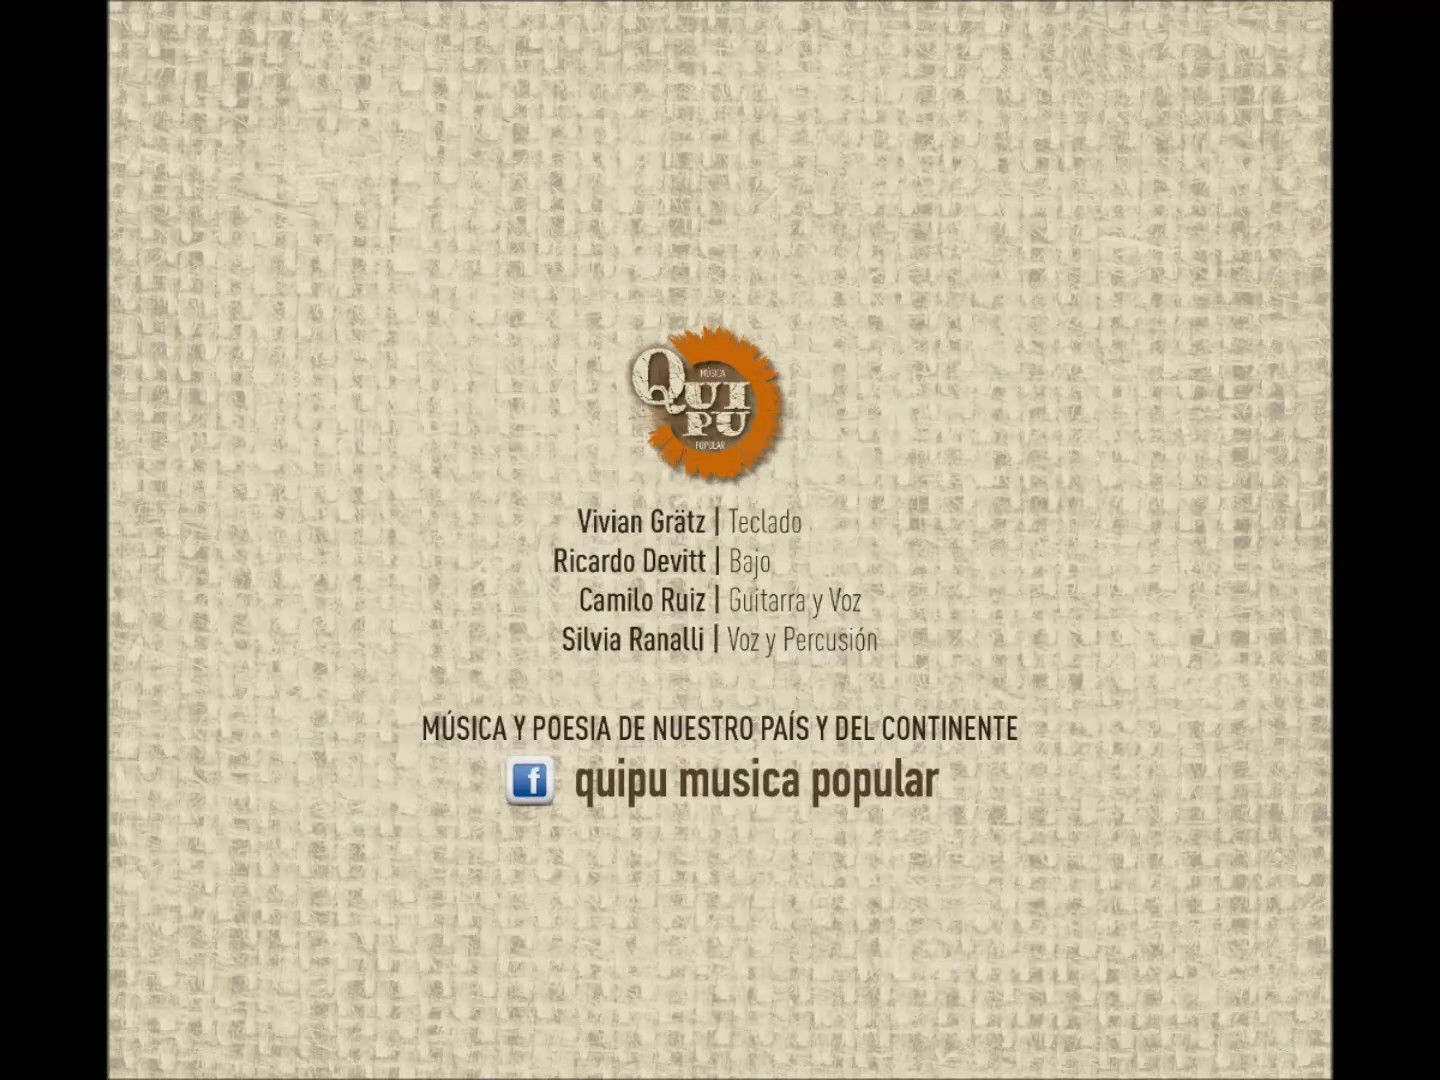 MÚSICA
QUI
PU
POPULAR
Vivian Grätz | Teclado
Ricardo Devitt | Bajo
Camilo Ruiz | Guitarra y Voz
Silvia Ranalli | Voz y Percusión
MÚSICA Y POESIA DE NUESTRO PAÍS Y DEL CONTINENTE
f quipu musica popular